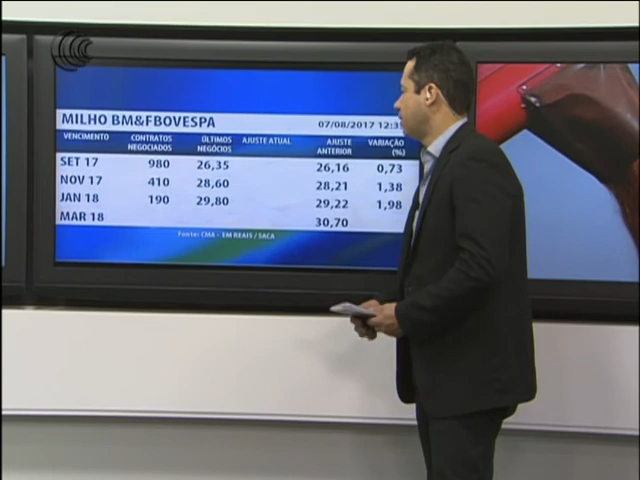 MILHO BM&FBOVESPA 07/08/2017 12:35
VENCIMENTO CONTRATOS NEGOCIADOS ÚLTIMOS NEGÓCIOS AJUSTE ATUAL AJUSTE ANTERIOR VARIAÇÃO (%)
SET 17 980 26,35 26,16 0,73
NOV 17 410 28,60 28,21 1,38
JAN 18 190 29,80 29,22 1,98
MAR 18 30,70
Fonte: CMA - EM REAIS / SACA